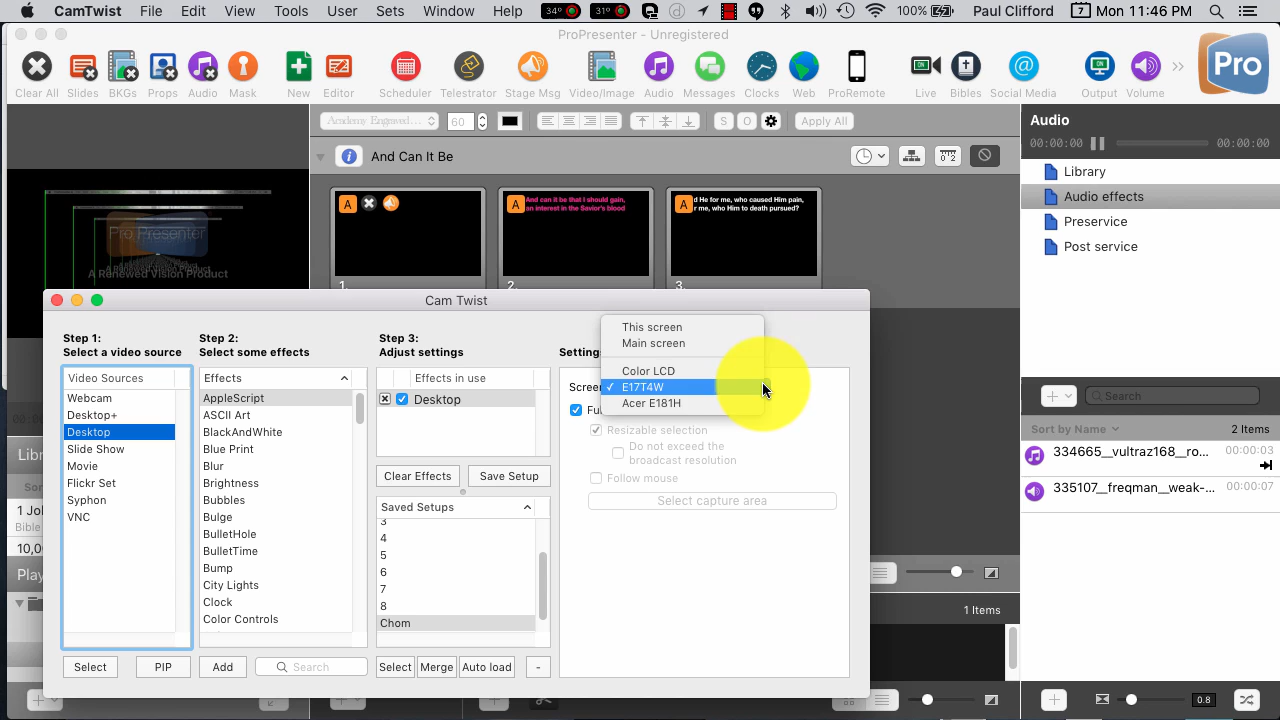 CamTwist File Edit View Tools User Sets Window Help 34° 31° 100% Paul Clifford 7 Mon 11:46 PM
ProPresenter - Unregistered
Clear All Slides BKGs Props Audio Mask New Editor Scheduler Telestrator Stage Msg Video/Image Audio Messages Clocks Web ProRemote Live Bibles Social Media Output Volume
ON ON ON Pro
60 S O Apply All
And Can It Be
Audio
00:00:00 00:00:00
Library
Audio effects
Preservice
Post service
Pro Presenter
A Renewed Vision Product
A
A And can it be that I should gain,
an interest in the Savior's blood
A d He for me, who caused Him pain,
r me, who Him to death pursued?
1. 2. 3.
Cam Twist
Step 1:
Select a video source
Step 2:
Select some effects
Step 3:
Adjust settings
Setting
Video Sources
Webcam
Desktop+
Desktop
Slide Show
Movie
Flickr Set
Syphon
VNC
Select PIP
Effects
AppleScript
ASCII Art
BlackAndWhite
Blue Print
Blur
Brightness
Bubbles
Bulge
BulletHole
BulletTime
Bump
City Lights
Clock
Color Controls
Add Search
Effects in use
Desktop
Clear Effects Save Setup
Saved Setups
3
4
5
6
7
8
Chom
Select Merge Auto load -
This screen
Main screen
Color LCD
✓ E17T4W
Acer E181H
Screen
Fu
Resizable selection
Do not exceed the
broadcast resolution
Follow mouse
Select capture area
Search
Sort by Name 2 Items
334665__vultraz168__ro... 00:00:03
335107__freqman__weak-... 00:00:07
Libr
Sor
1 Jol
Bible
10,0
Play
1 Items
0.8